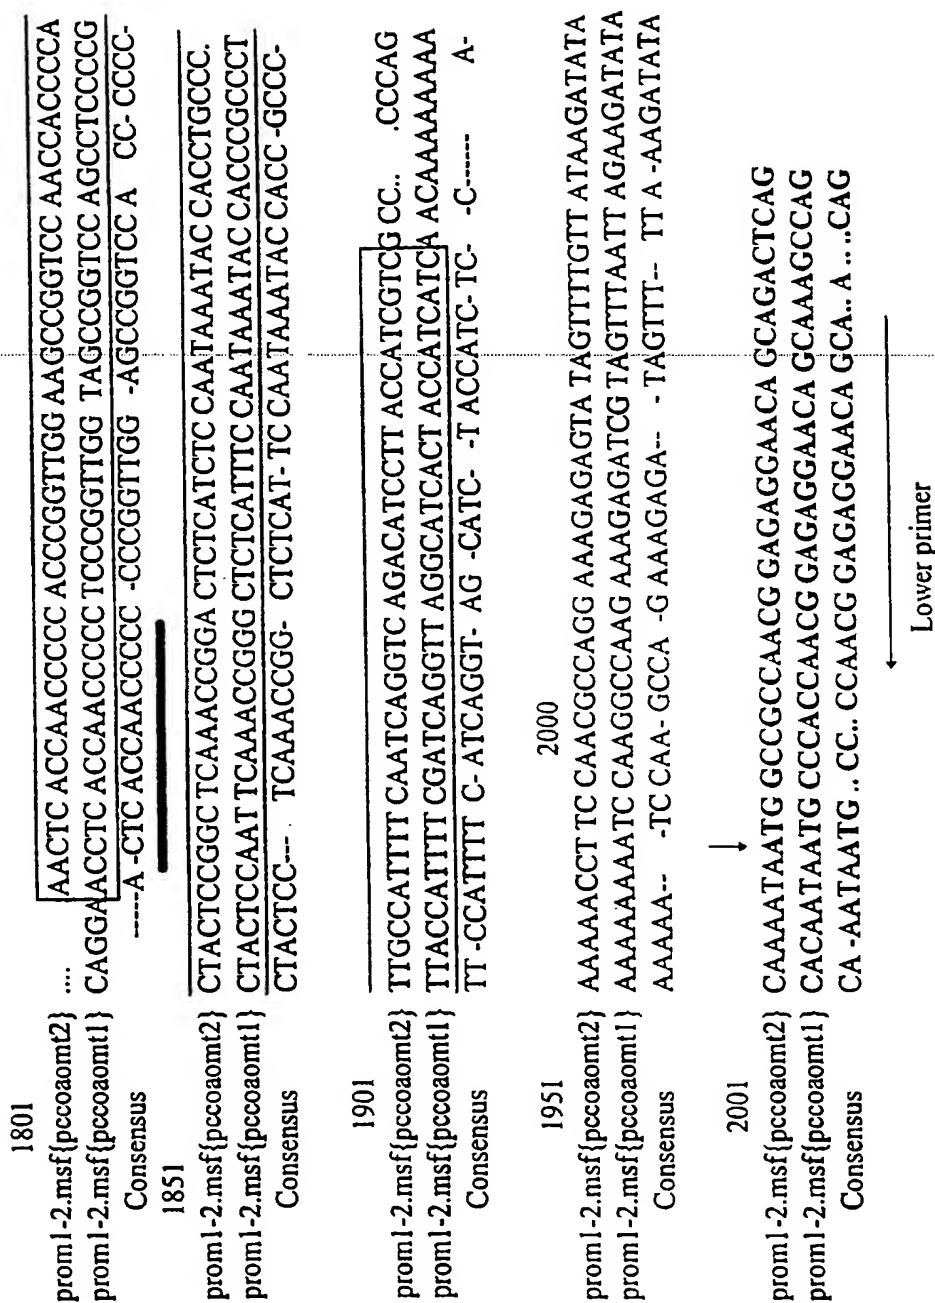 1801
prom1-2.msf{pccoaomt2} ..... AACTC ACCAACCCCC ACCCGGTTGG AAGCCGGTCC AACCACCCCA
prom1-2.msf{pccoaomt1} CAGGAACCTC ACCAACCCCC TCCCGGTTGG TAGCCGGTCC AGCCTCCCCG
Consensus -----A -CTC ACCAACCCCC -CCCGGTTGG -AGCCGGTCC A CC- CCCC-
1851
prom1-2.msf{pccoaomt2} CTACTCCGGC TCAAACCGGA CTCTCATCTC CAATAAATAC CACCTGCCC.
prom1-2.msf{pccoaomt1} CTACTCCAAT TCAAACCGGG CTCTCATTTC CAATAAATAC CACCCGCCCT
Consensus CTACTCC--- TCAAACCGG- CTCTCAT- TC CAATAAATAC CACC -GCCC-
1901
prom1-2.msf{pccoaomt2} TTGCCATTTT CAATCAGGTC AGACATCCTT ACCATCGTCG CC.. .CCCAG
prom1-2.msf{pccoaomt1} TTACCATTTT CGATCAGGTT AGGCATCACT ACCATCATCA ACAAAAAAAA
Consensus TT -CCATTTT C- ATCAGGT- AG -CATC- -T ACCATC- TC- -C------ A-
1951 2000
prom1-2.msf{pccoaomt2} AAAAACCTTC CAACGCCAGG AAAGAGAGTA TAGTTTTGTT ATAAGATATA
prom1-2.msf{pccoaomt1} AAAAAAAATC CAAGGCCAAG AAAGAGATCG TAGTTTAATT AGAAGATATA
Consensus AAAAA-- -TC CAA- GCCA -G AAAGAGA-- - TAGTTT-- TT A -AAGATATA
2001
prom1-2.msf{pccoaomt2} CAAAATAATG GCCGCCAACG GAGAGGAACA GCAGACTCAG
prom1-2.msf{pccoaomt1} CACAATAATG CCCACCAACG GAGAGGAACA GCAAAGCCAG
Consensus CA -AATAATG .. CC.. CCAACG GAGAGGAACA GCA.. A ....CAG
Lower primer